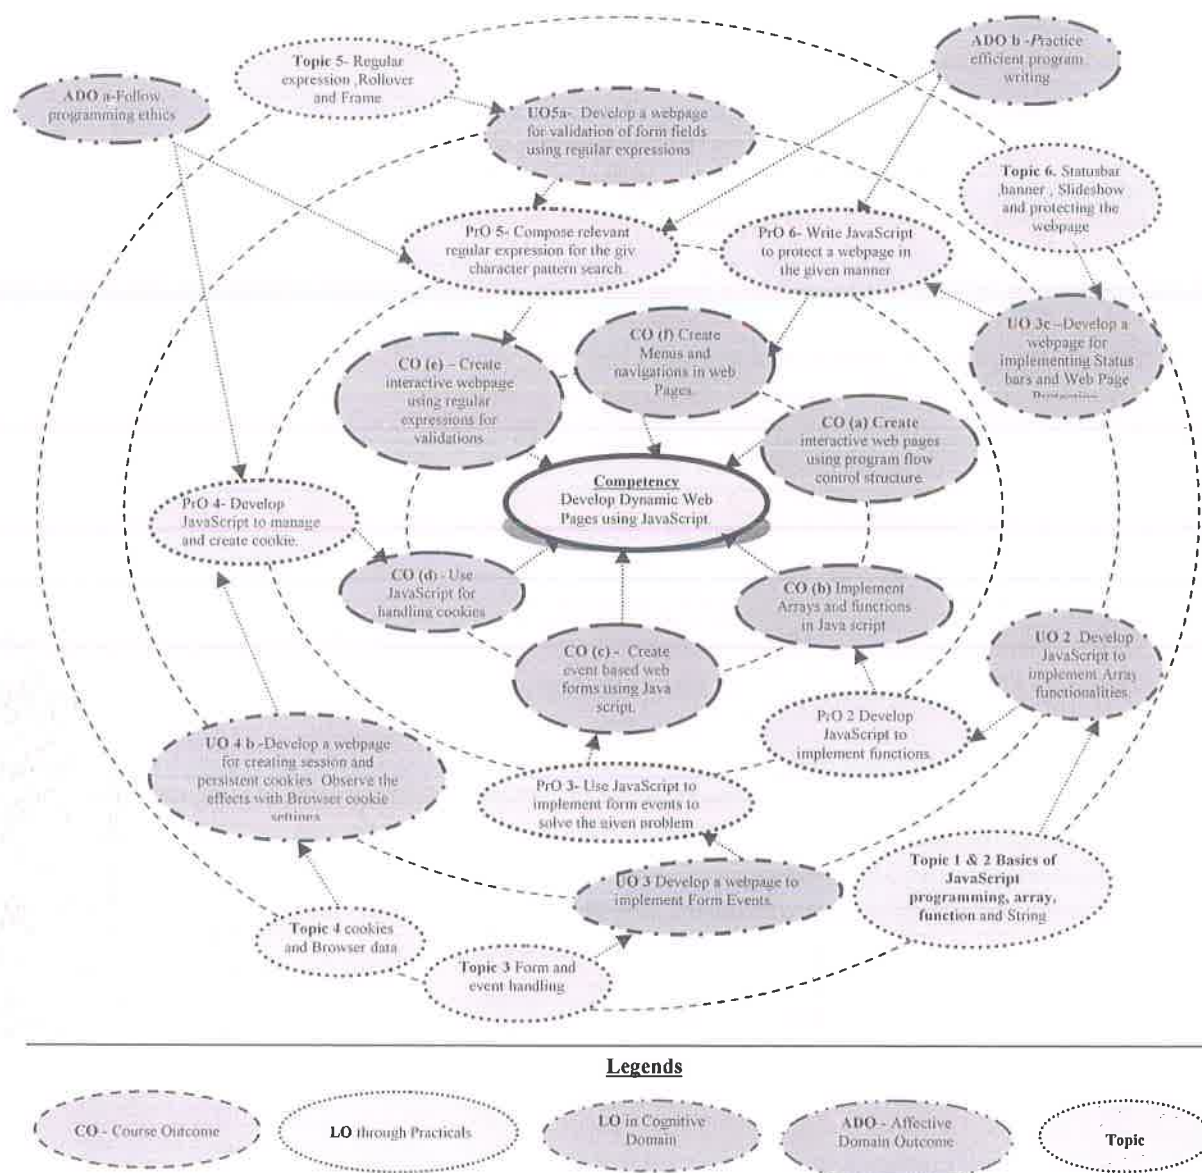 ADO b -Practice
efficient program
writing
Topic 5- Regular
expression ,Rollover
and Frame
ADO a-Follow
programming ethics
UO5a- Develop a webpage
for validation of form fields
using regular expressions
Topic 6. Statusbar
,banner , Slideshow
and protecting the
webpage
PrO 5- Compose relevant
regular expression for the giv
character pattern search.
PrO 6- Write JavaScript
to protect a webpage in
the given manner
UO 3c –Develop a
webpage for
implementing Status
bars and Web Page
CO (f) Create
Menus and
navigations in web
Pages.
CO (e) – Create
interactive webpage
using regular
expressions for
validations
CO (a) Create
interactive web pages
using program flow
control structure.
Competency
Develop Dynamic Web
Pages using JavaScript.
PrO 4- Develop
JavaScript to manage
and create cookie.
CO (d) - Use
JavaScript for
handling cookies
CO (b) Implement
Arrays and functions
in Java script
CO (c) - Create
event based web
forms using Java
script.
UO 2 .Develop
JavaScript to
implement Array
functionalities.
PrO 2 Develop
JavaScript to
implement functions.
UO 4 b -Develop a webpage
for creating session and
persistent cookies. Observe the
effects with Browser cookie
settings
PrO 3- Use JavaScript to
implement form events to
solve the given problem
UO 3 Develop a webpage to
implement Form Events.
Topic 1 & 2 Basics of
JavaScript
programming, array,
function and String
Topic 4 cookies
and Browser data
Topic 3 Form and
event handling
Legends
CO - Course Outcome
LO through Practicals
LO in Cognitive
Domain
ADO - Affective
Domain Outcome
Topic